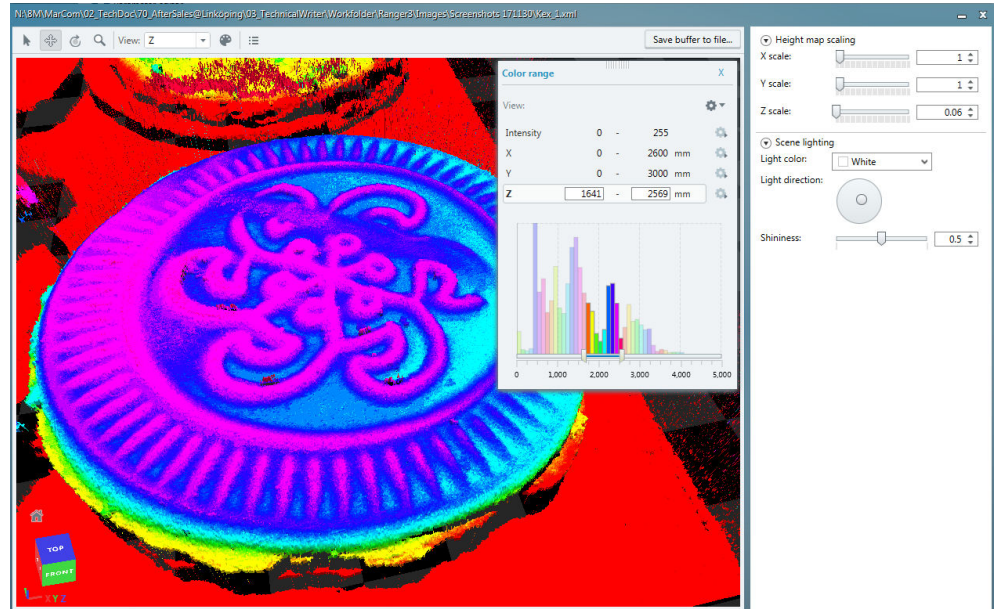 N:\8M\MarCom\02_TechDoc\70_AfterSales@Linköping\03_TechnicalWriter\Workfolder\Ranger3\Images\Screenshots 171130\Kex_1.xml
View: Z
Save buffer to file...
Color range X
View:
Intensity 0 - 255
X 0 - 2600 mm
Y 0 - 3000 mm
Z 1641 - 2569 mm
0 1,000 2,000 3,000 4,000 5,000
TOP
FRONT
X Y Z
Height map scaling
X scale: 1
Y scale: 1
Z scale: 0.06
Scene lighting
Light color: White
Light direction:
Shininess: 0.5